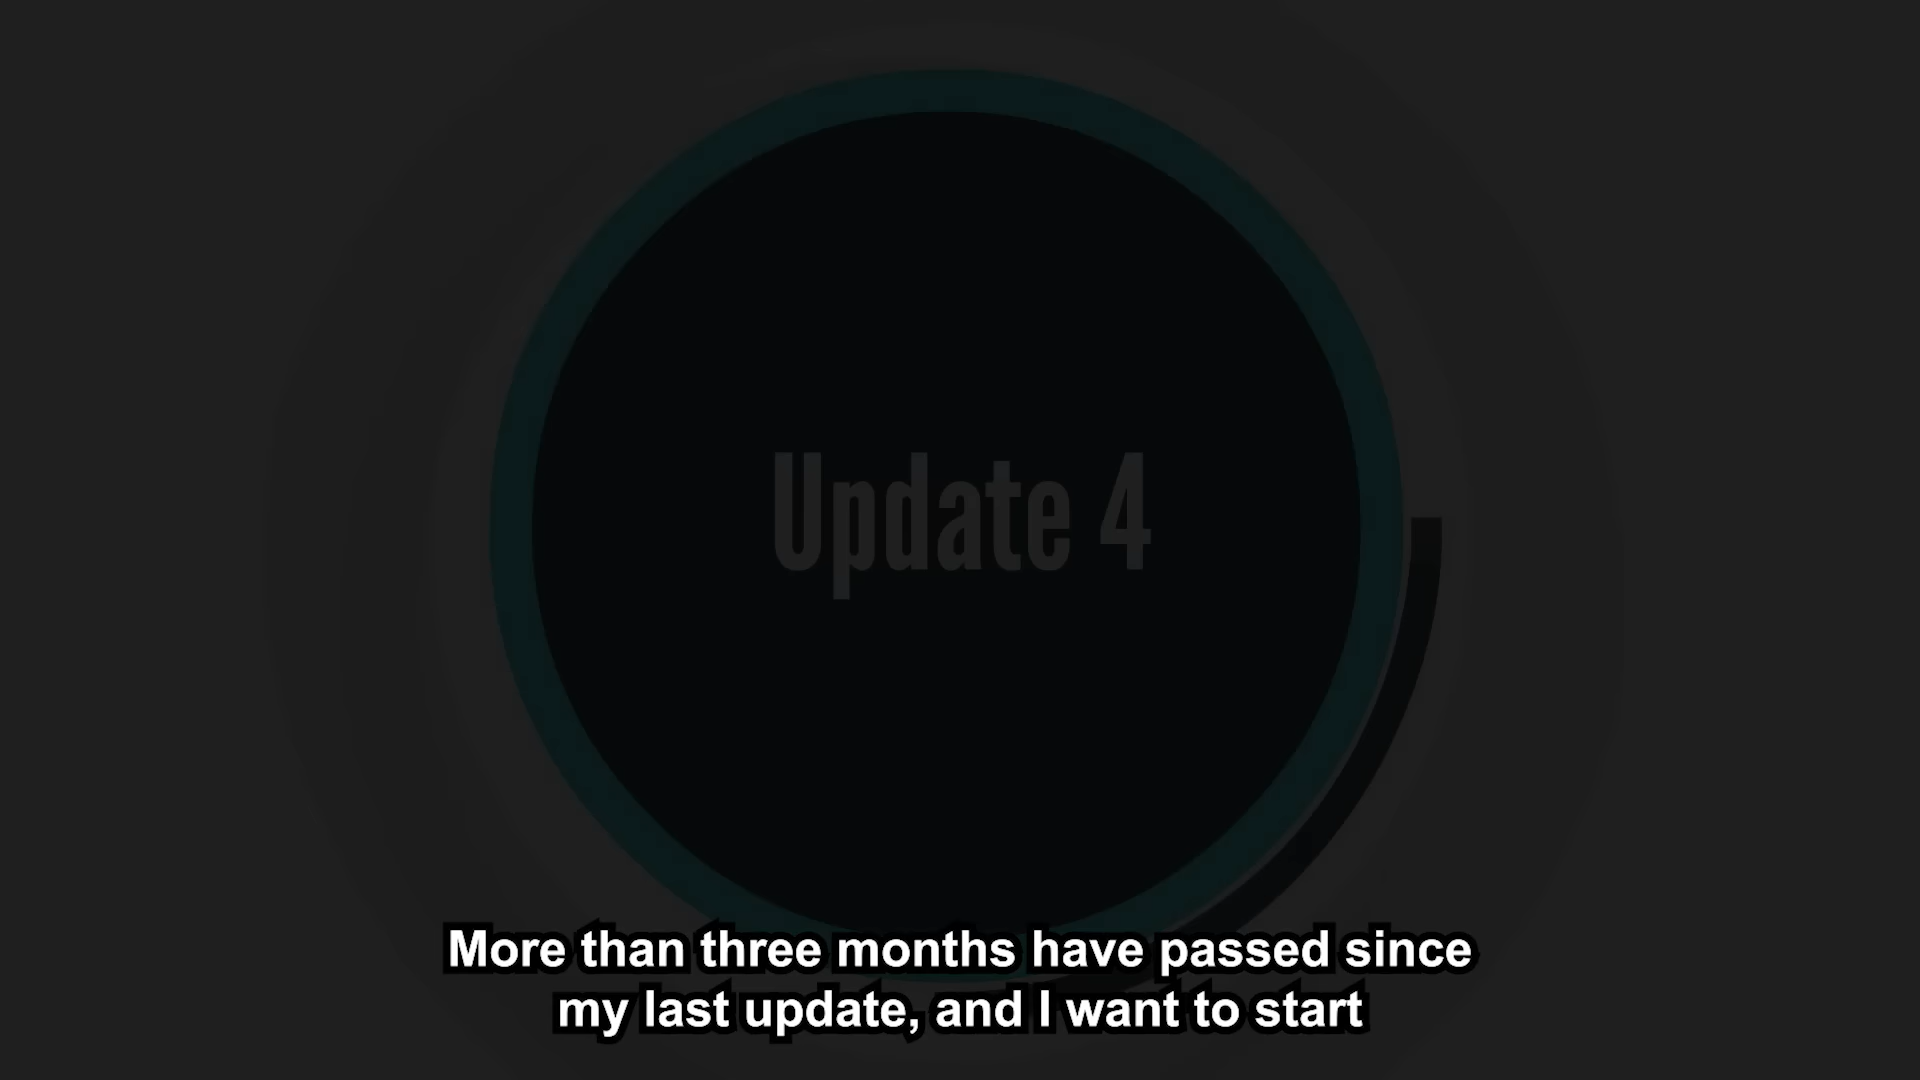 Update 4
More than three months have passed since
my last update, and I want to start